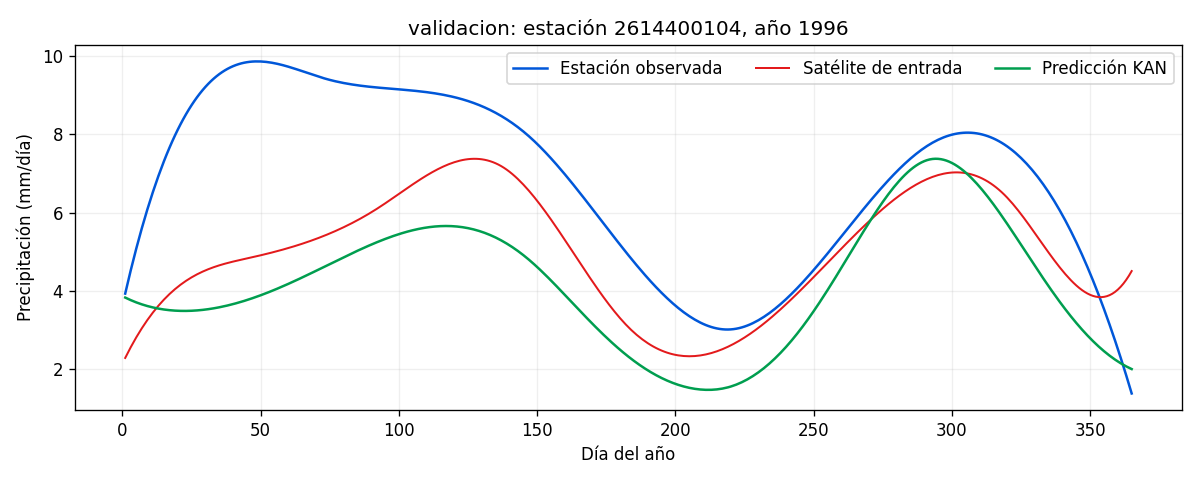 validacion: estación 2614400104, año 1996
Estación observada
Satélite de entrada
Predicción KAN
Precipitación (mm/día)
10
8
6
4
2
0 50 100 150 200 250 300 350
Día del año